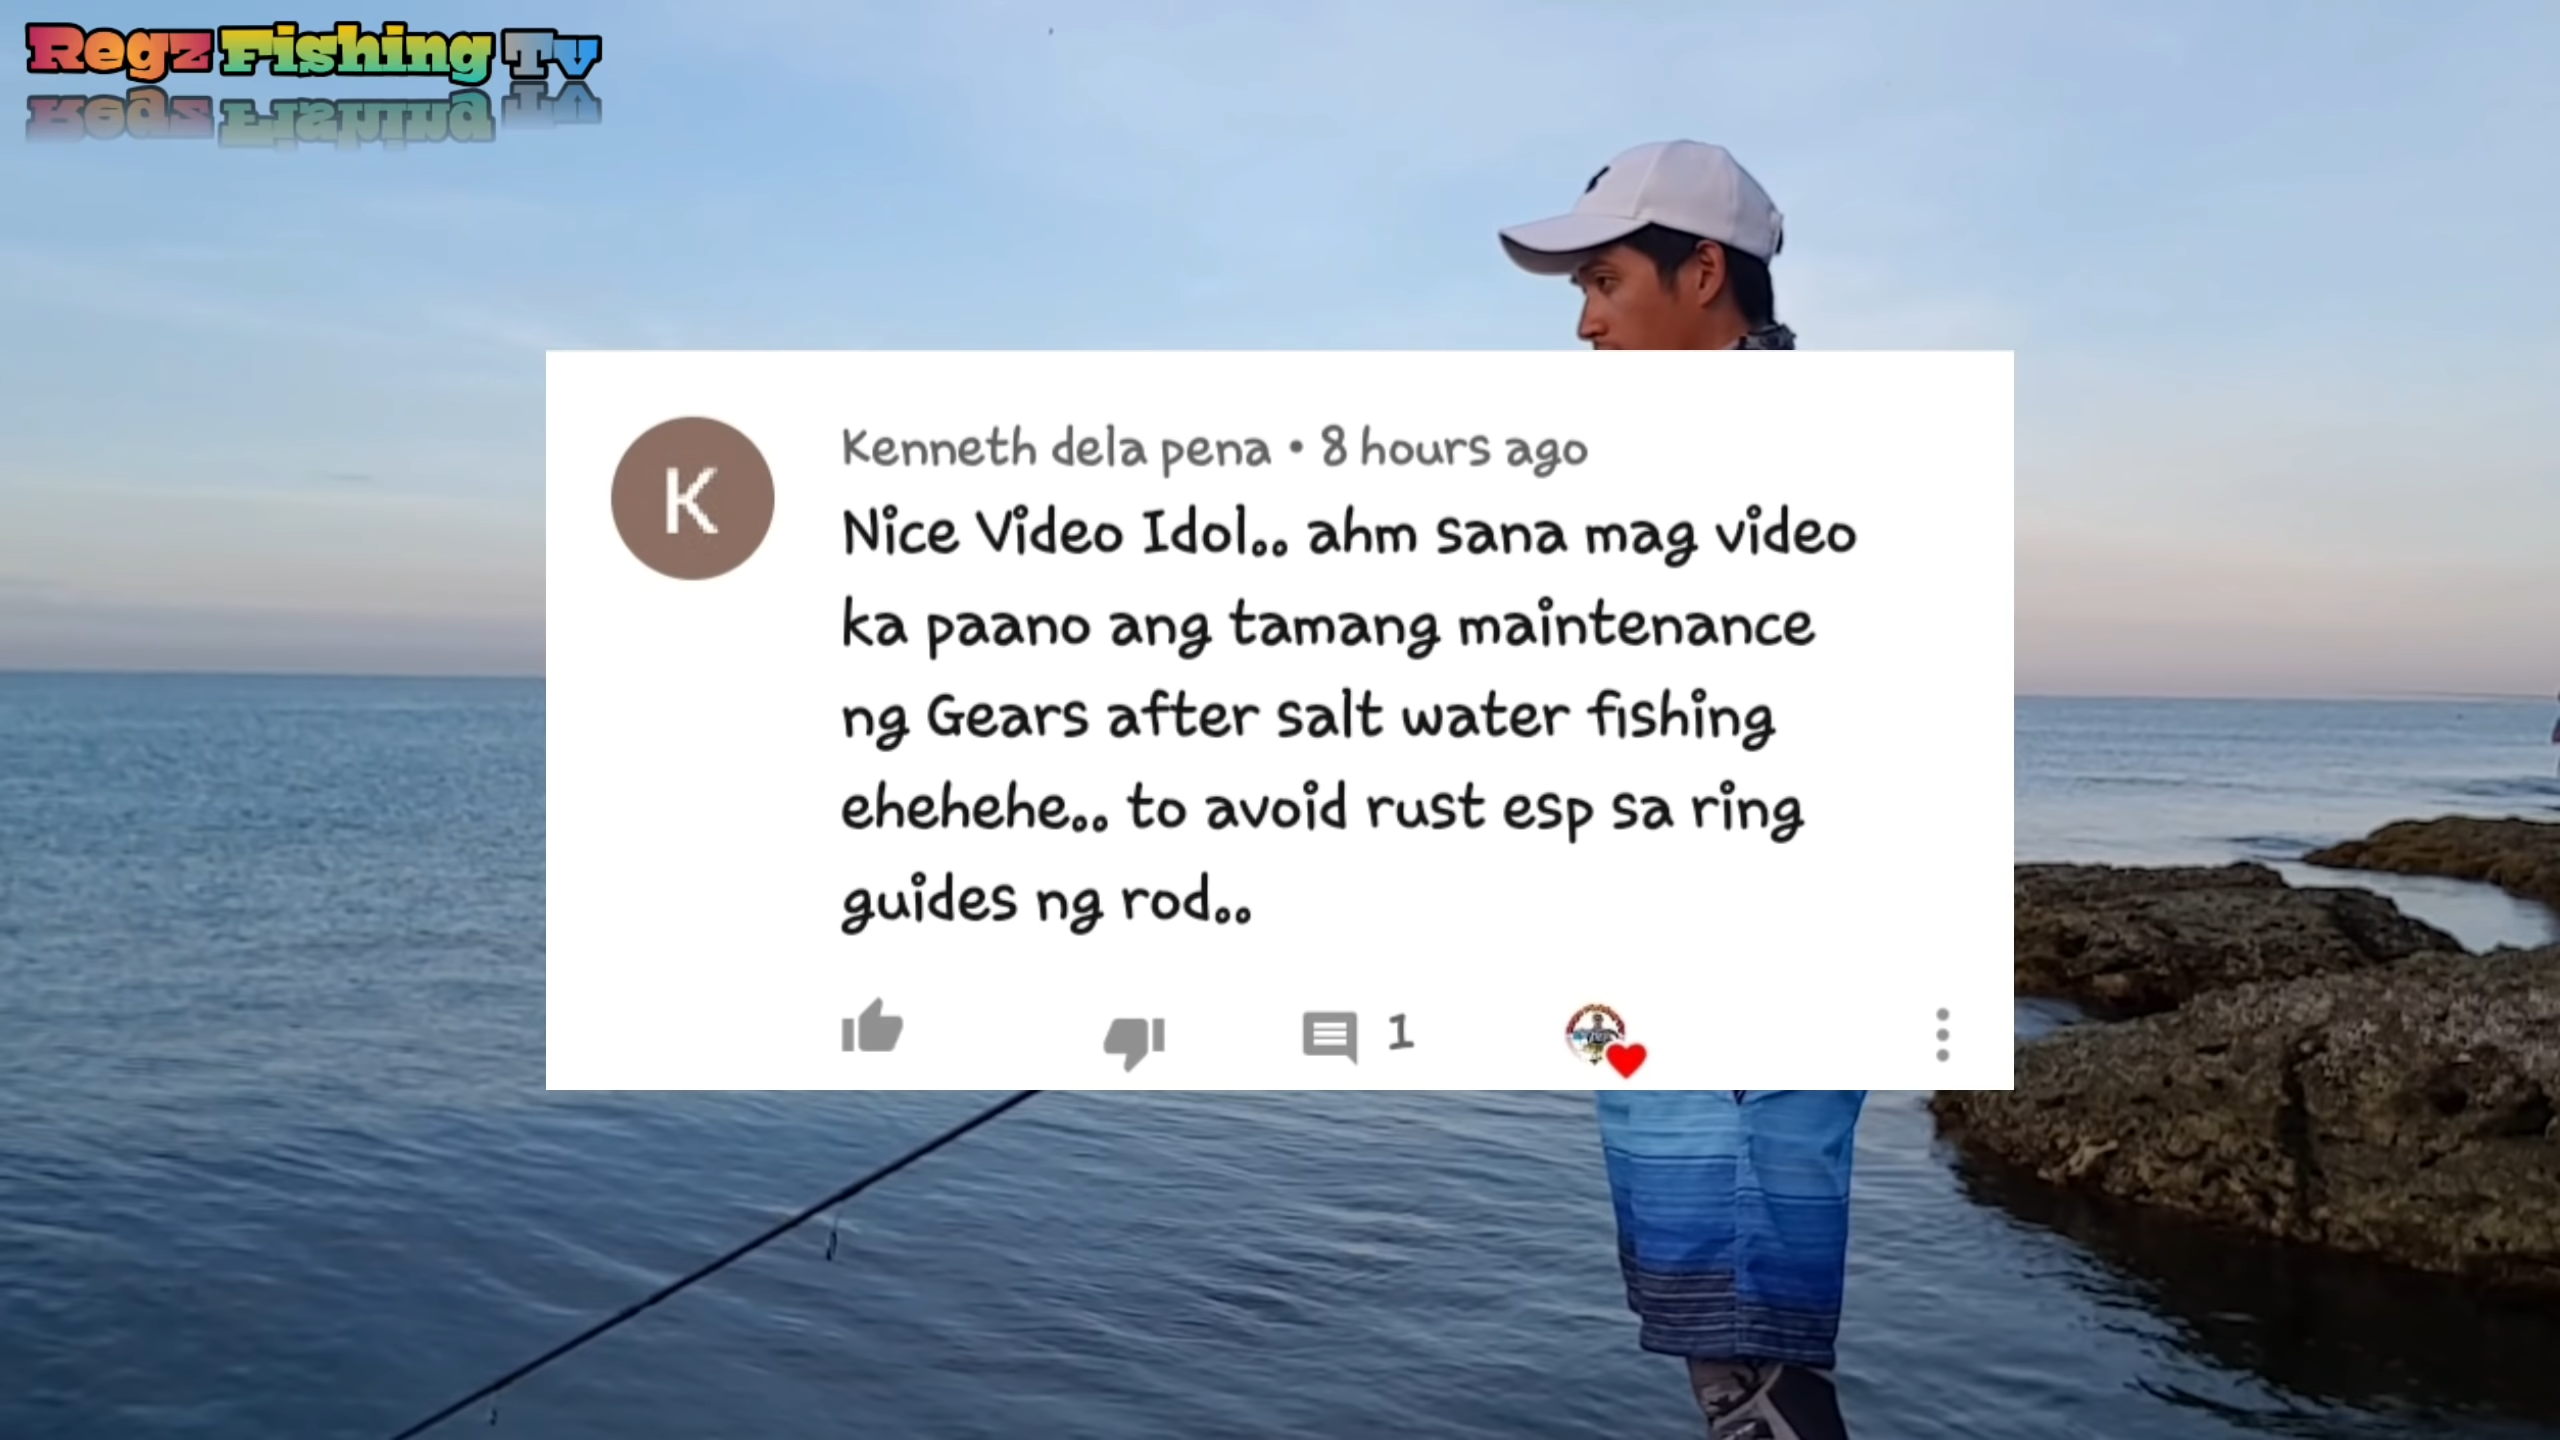 Regz Fishing Tv
Kenneth dela pena • 8 hours ago
Nice Video Idol.. ahm sana mag video
ka paano ang tamang maintenance
ng Gears after salt water fishing
ehehehe.. to avoid rust esp sa ring
guides ng rod..
1